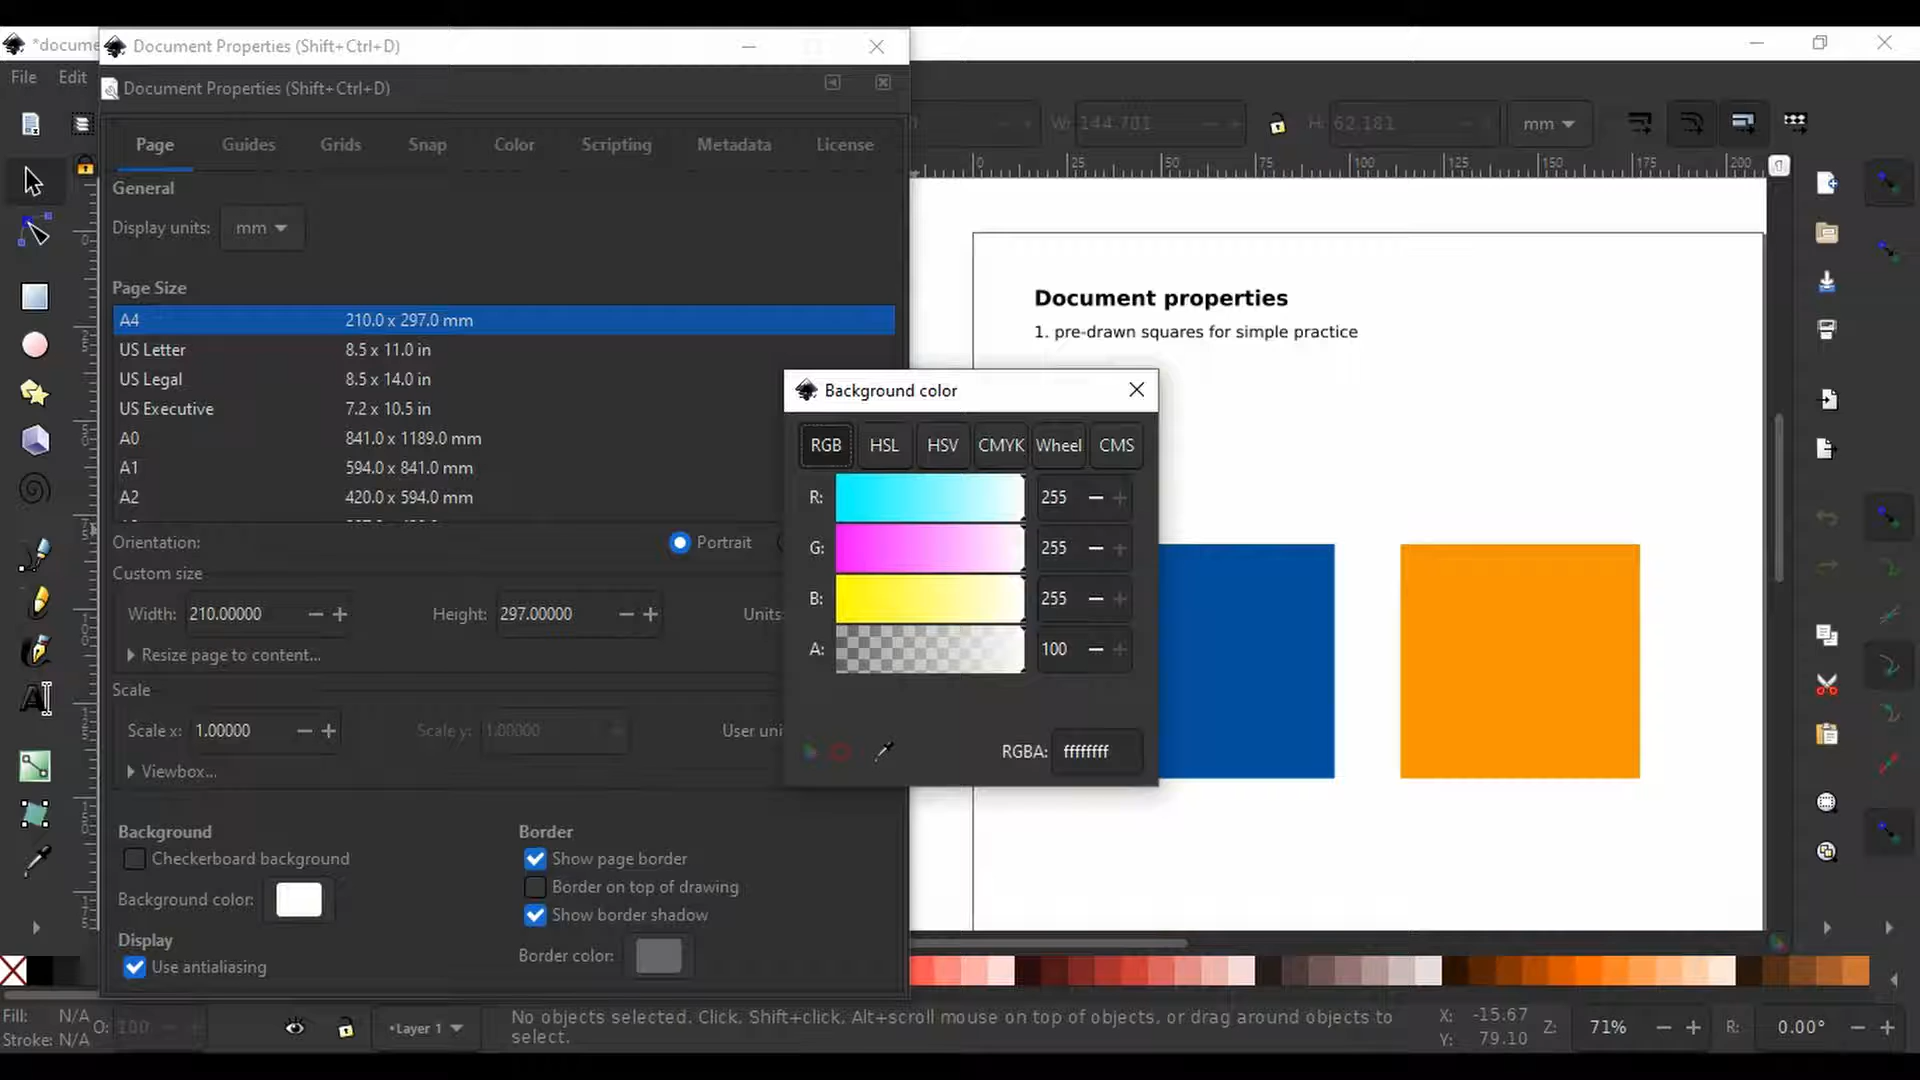 *docume
Document Properties (Shift+Ctrl+D)
File Edit
Document Properties (Shift+Ctrl+D)
W: 144.701 H: 62.181 mm
Page Guides Grids Snap Color Scripting Metadata License
0 25 50 75 100 125 150 175 200
General
Display units: mm
Page Size
A4 210.0 x 297.0 mm
US Letter 8.5 x 11.0 in
US Legal 8.5 x 14.0 in
US Executive 7.2 x 10.5 in
A0 841.0 x 1189.0 mm
A1 594.0 x 841.0 mm
A2 420.0 x 594.0 mm
Orientation: Portrait
Custom size
Width: 210.00000 Height: 297.00000 Units
Resize page to content...
Scale
Scale x: 1.00000 Scale y: 1.00000 User uni
Viewbox...
Background
Checkerboard background
Background color:
Display
Use antialiasing
Border
Show page border
Border on top of drawing
Show border shadow
Border color:
Document properties
1. pre-drawn squares for simple practice
Background color
RGB HSL HSV CMYK Wheel CMS
R: 255
G: 255
B: 255
A: 100
RGBA: ffffffff
Fill: N/A
Stroke: N/A
O: 100
•Layer 1
No objects selected. Click, Shift+click, Alt+scroll mouse on top of objects, or drag around objects to
select.
X: -15.67
Y: 79.10
Z: 71%
R: 0.00°